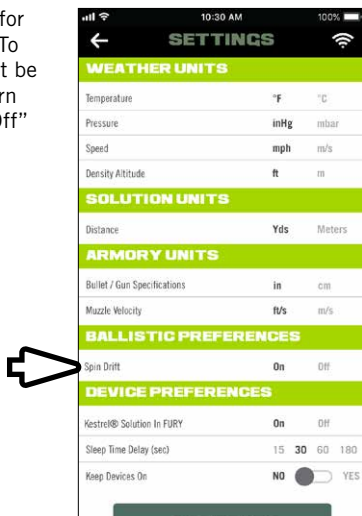 for
To
t be
rn
Off”
10:30 AM
100%
SETTINGS
WEATHER UNITS
Temperature °F °C
Pressure inHg mbar
Speed mph m/s
Density Altitude ft m
SOLUTION UNITS
Distance Yds Meters
ARMORY UNITS
Bullet / Gun Specifications in cm
Muzzle Velocity ft/s m/s
BALLISTIC PREFERENCES
Spin Drift On Off
DEVICE PREFERENCES
Kestrel® Solution In FURY On Off
Sleep Time Delay (sec) 15 30 60 180
Keep Devices On NO YES